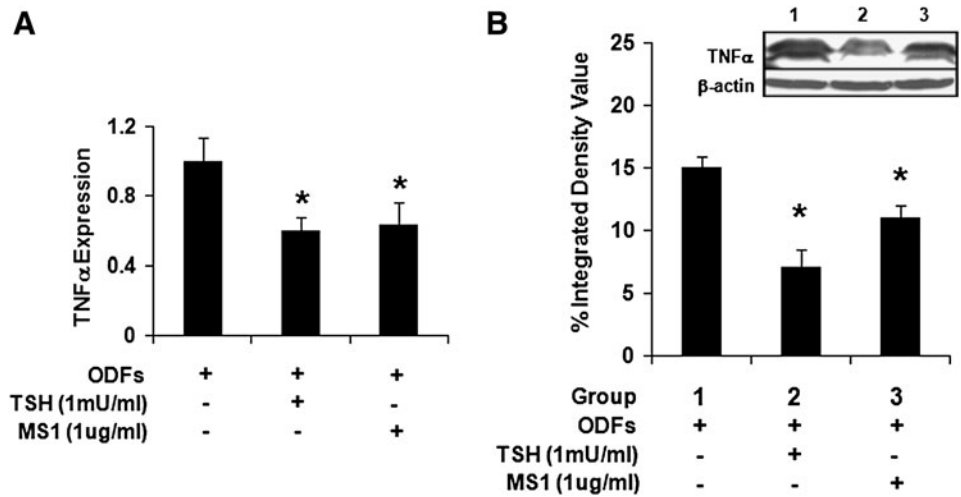 A
TNFα Expression
1.2
0.8
0.4
0
*
*
ODFs + + +
TSH (1mU/ml) - + -
MS1 (1ug/ml) - - +
B
1 2 3
TNFα
β-actin
% Integrated Density Value
25
20
15
10
5
0
*
*
Group 1 2 3
ODFs + + +
TSH (1mU/ml) - + -
MS1 (1ug/ml) - - +